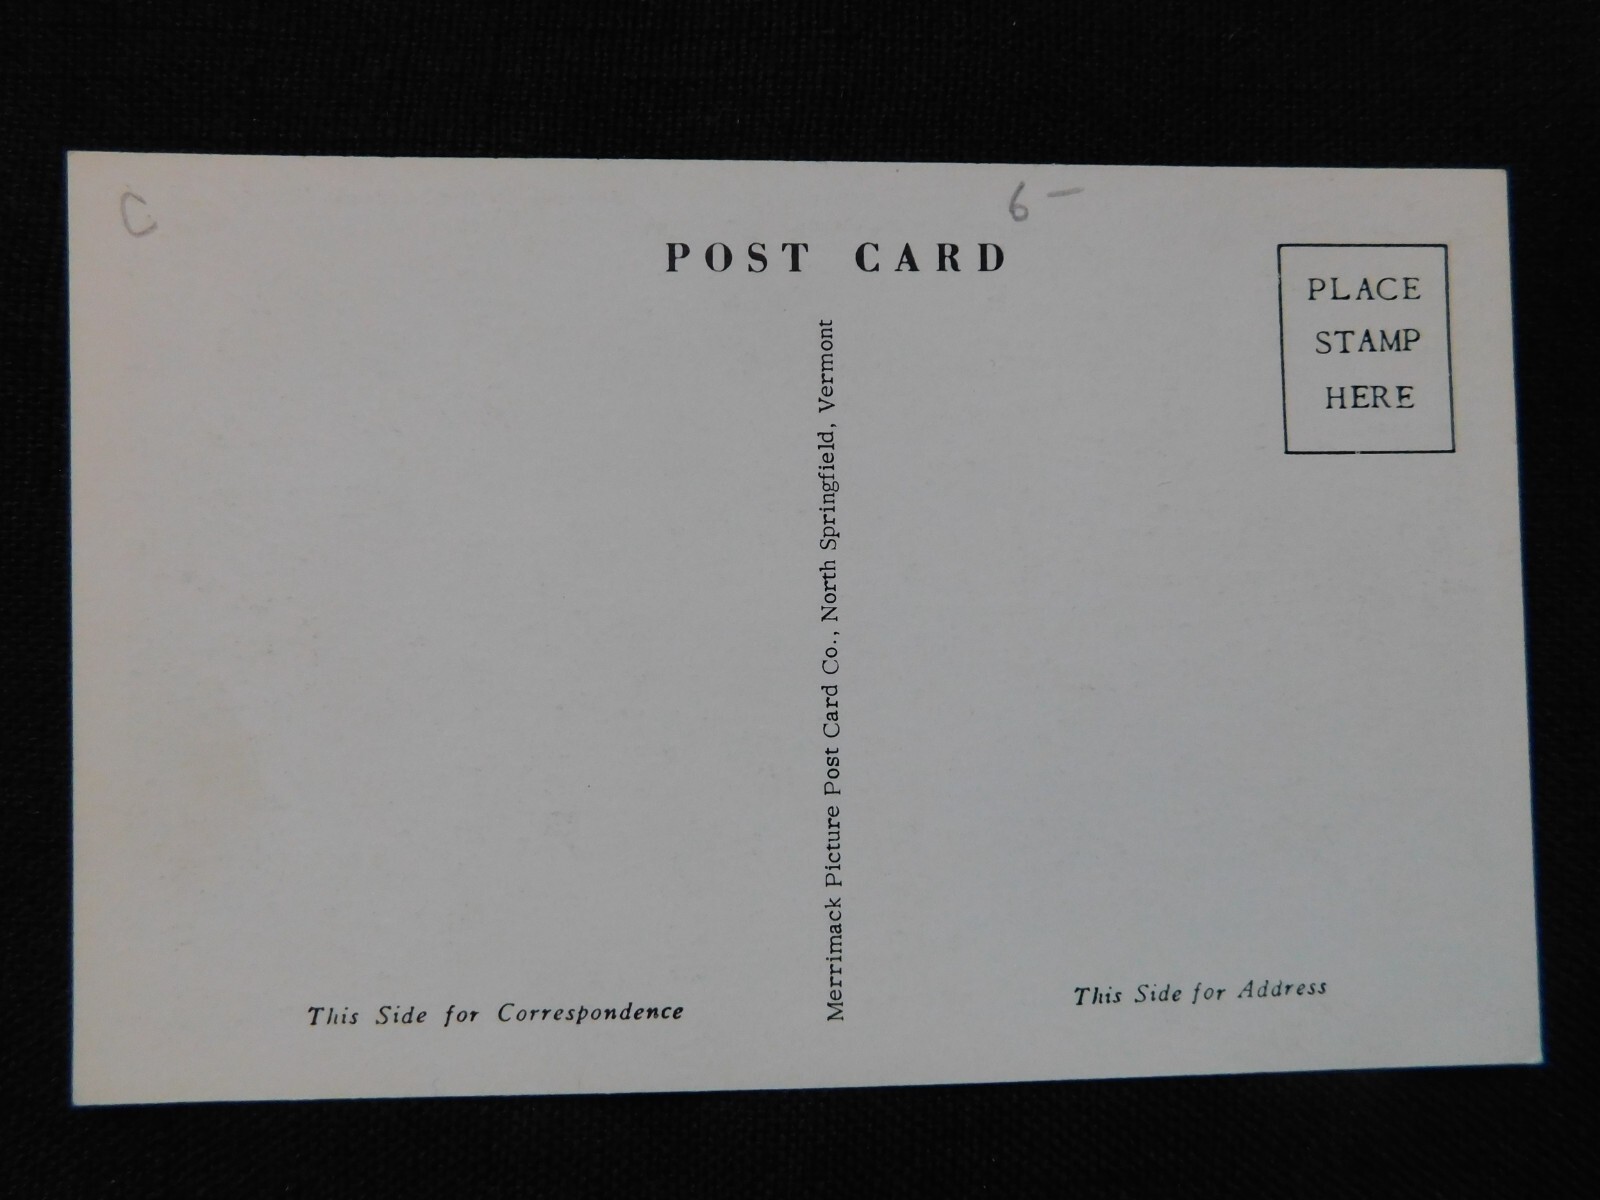 C
6 —
POST CARD
PLACE
STAMP
HERE
Merrimack Picture Post Card Co., North Springfield, Vermont
This Side for Correspondence
This Side for Address